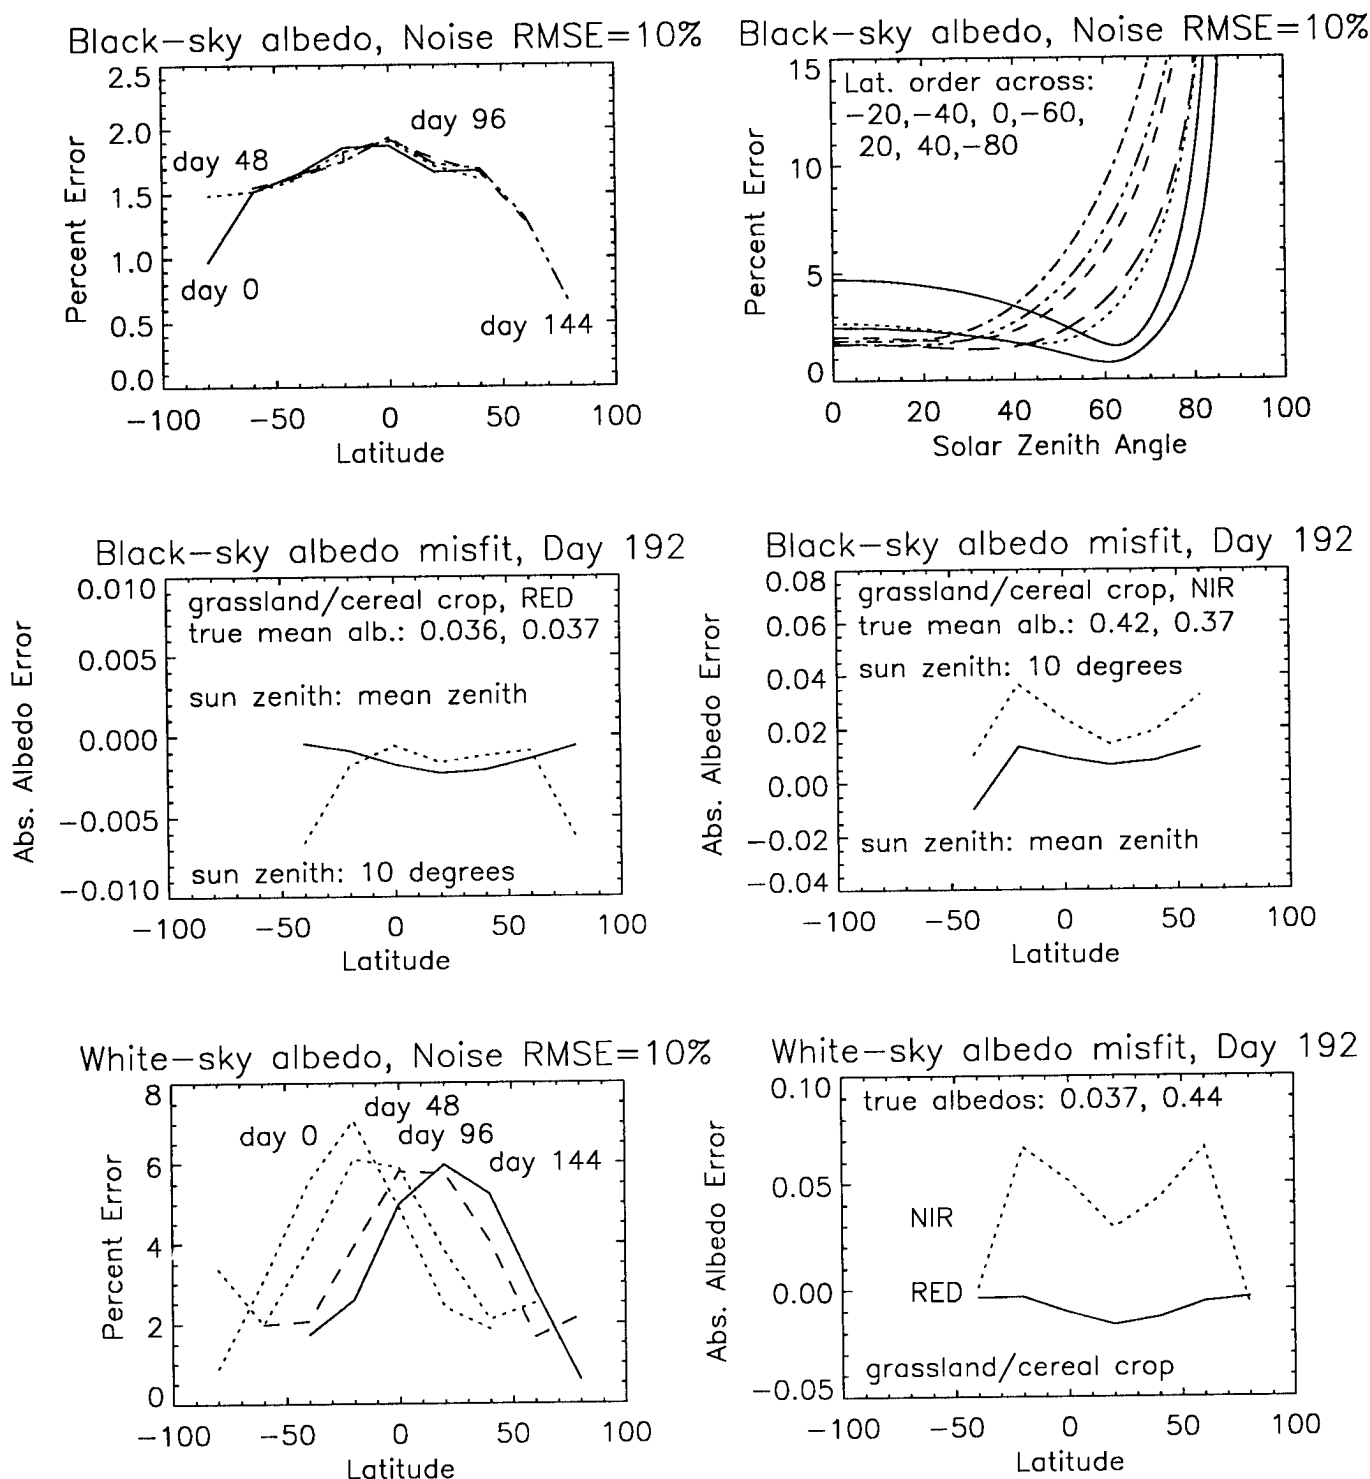 Black-sky albedo, Noise RMSE=10%
2.5
2.0
1.5
1.0
0.5
0.0
Percent Error
day 96
day 48
day 0
day 144
-100
-50
0
50
100
Latitude
Black-sky albedo, Noise RMSE=10%
15
10
5
0
Percent Error
Lat. order across:
-20,-40, 0,-60,
20, 40,-80
0
20
40
60
80
100
Solar Zenith Angle
Black-sky albedo misfit, Day 192
0.010
0.005
0.000
-0.005
-0.010
Abs. Albedo Error
grassland/cereal crop, RED
true mean alb.: 0.036, 0.037
sun zenith: mean zenith
sun zenith: 10 degrees
-100
-50
0
50
100
Latitude
Black-sky albedo misfit, Day 192
0.08
0.06
0.04
0.02
0.00
-0.02
-0.04
Abs. Albedo Error
grassland/cereal crop, NIR
true mean alb.: 0.42, 0.37
sun zenith: 10 degrees
sun zenith: mean zenith
-100
-50
0
50
100
Latitude
White-sky albedo, Noise RMSE=10%
8
6
4
2
0
Percent Error
day 48
day 0
day 96
day 144
-100
-50
0
50
100
Latitude
White-sky albedo misfit, Day 192
0.10
0.05
0.00
-0.05
Abs. Albedo Error
true albedos: 0.037, 0.44
NIR
RED
grassland/cereal crop
-100
-50
0
50
100
Latitude